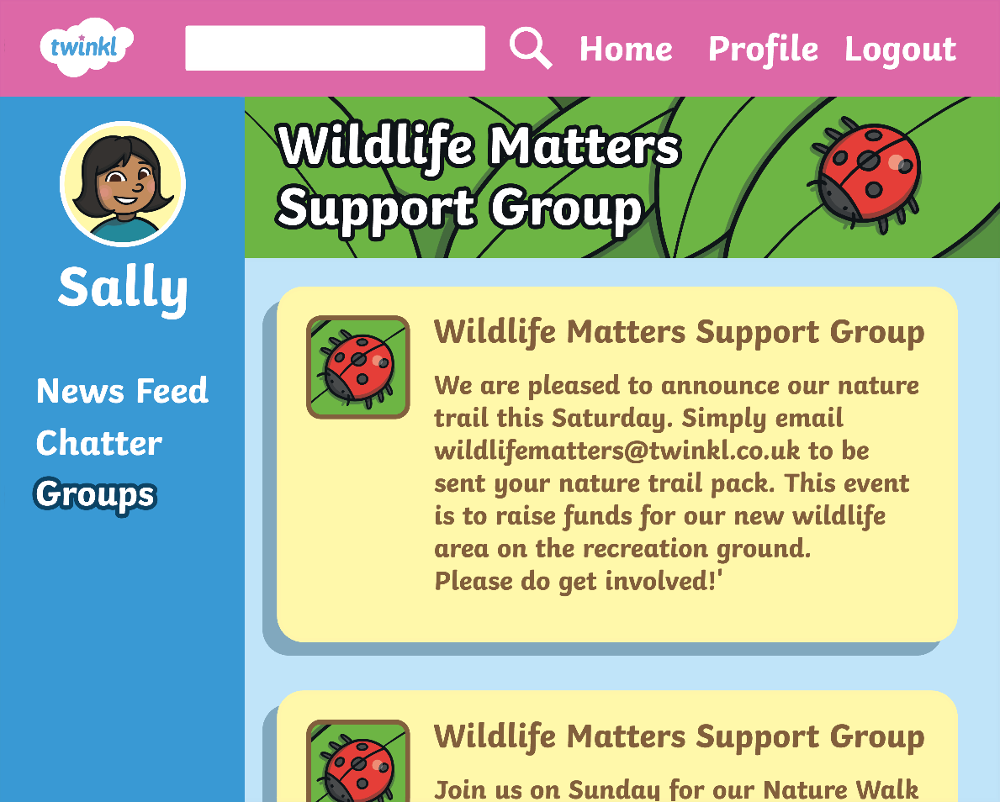 twinkl
Home Profile Logout
Wildlife Matters
Support Group
Sally
News Feed
Chatter
Groups
Wildlife Matters Support Group
We are pleased to announce our nature
trail this Saturday. Simply email
wildlifematters@twinkl.co.uk to be
sent your nature trail pack. This event
is to raise funds for our new wildlife
area on the recreation ground.
Please do get involved!'
Wildlife Matters Support Group
Join us on Sunday for our Nature Walk